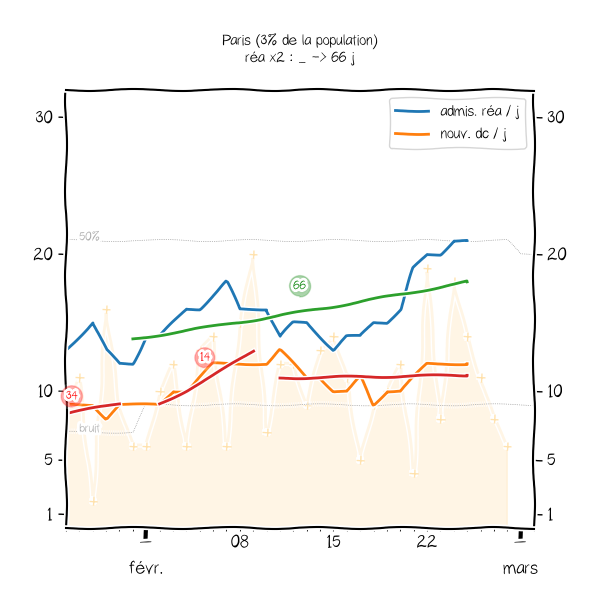 Paris (3% de la population)
réa x2 : _ -> 66 j
admis. réa / j
nouv. dc / j
30
30
50%
20
20
66
14
34
10
10
bruit
5
5
1
1
08
15
22
févr.
mars